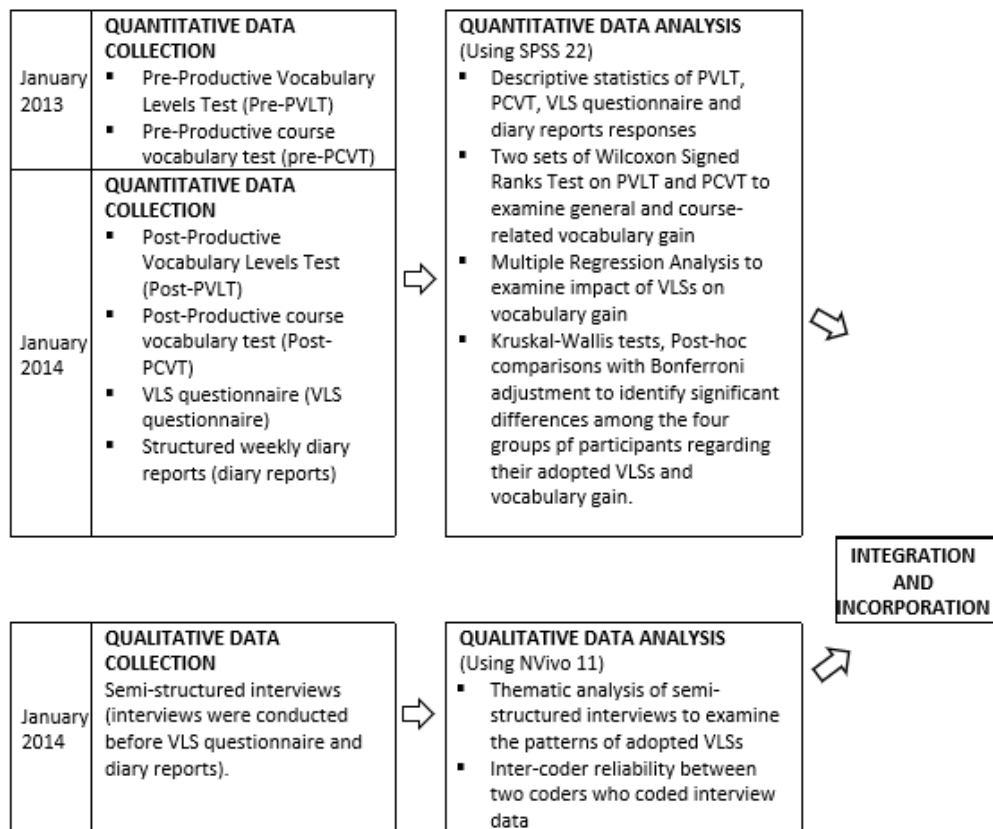 January
2013
QUANTITATIVE DATA
COLLECTION
▪ Pre-Productive Vocabulary
Levels Test (Pre-PVLT)
▪ Pre-Productive course
vocabulary test (pre-PCVT)
January
2014
QUANTITATIVE DATA
COLLECTION
▪ Post-Productive
Vocabulary Levels Test
(Post-PVLT)
▪ Post-Productive course
vocabulary test (Post-
PCVT)
▪ VLS questionnaire (VLS
questionnaire)
▪ Structured weekly diary
reports (diary reports)
QUANTITATIVE DATA ANALYSIS
(Using SPSS 22)
▪ Descriptive statistics of PVLT,
PCVT, VLS questionnaire and
diary reports responses
▪ Two sets of Wilcoxon Signed
Ranks Test on PVLT and PCVT to
examine general and course-
related vocabulary gain
▪ Multiple Regression Analysis to
examine impact of VLSs on
vocabulary gain
▪ Kruskal-Wallis tests, Post-hoc
comparisons with Bonferroni
adjustment to identify significant
differences among the four
groups pf participants regarding
their adopted VLSs and
vocabulary gain.
January
2014
QUALITATIVE DATA
COLLECTION
Semi-structured interviews
(interviews were conducted
before VLS questionnaire and
diary reports).
QUALITATIVE DATA ANALYSIS
(Using NVivo 11)
▪ Thematic analysis of semi-
structured interviews to examine
the patterns of adopted VLSs
▪ Inter-coder reliability between
two coders who coded interview
data
INTEGRATION
AND
INCORPORATION